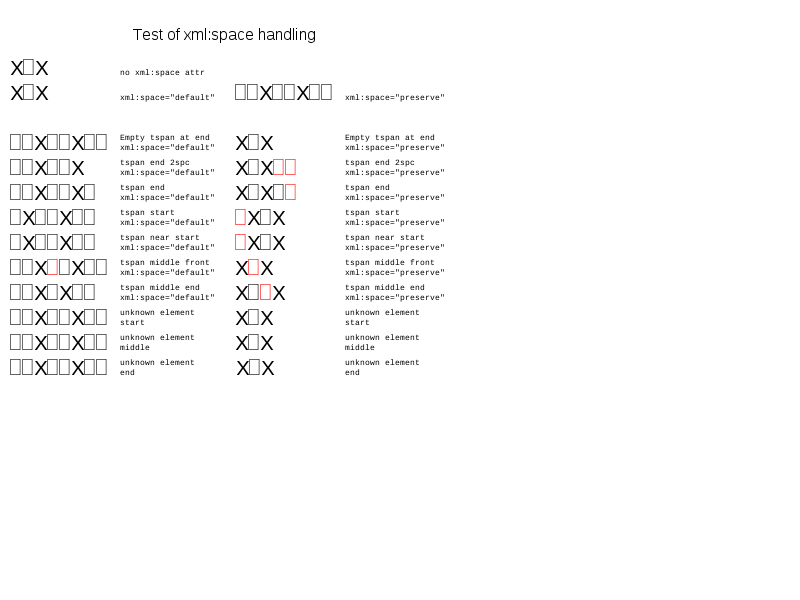 Test of xml:space handling
X□X no xml:space attr
X□X xml:space="default" □□X□□X□□ xml:space="preserve"
□□X□□X□□ Empty tspan at end X□X Empty tspan at end
xml:space="default" xml:space="preserve"
□□X□□X tspan end 2spc X□X□□ tspan end 2spc
xml:space="default" xml:space="preserve"
□□X□□X□ tspan end X□X□□ tspan end
xml:space="default" xml:space="preserve"
□X□□X□□ tspan start □X□X tspan start
xml:space="default" xml:space="preserve"
□X□□X□□ tspan near start □X□X tspan near start
xml:space="default" xml:space="preserve"
□□X□□X□□ tspan middle front X□X tspan middle front
xml:space="default" xml:space="preserve"
□□X□X□□ tspan middle end X□□X tspan middle end
xml:space="default" xml:space="preserve"
□□X□□X□□ unknown element X□X unknown element
start start
□□X□□X□□ unknown element X□X unknown element
middle middle
□□X□□X□□ unknown element X□X unknown element
end end